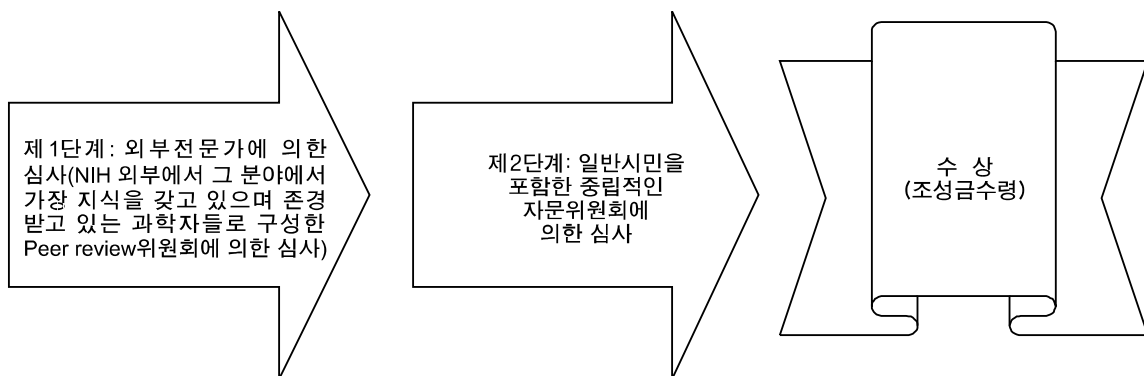 제1단계: 외부전문가에 의한
심사(NIH 외부에서 그 분야에서
가장 지식을 갖고 있으며 존경
받고 있는 과학자들로 구성한
Peer review위원회에 의한 심사)
제2단계: 일반시민을
포함한 중립적인
자문위원회에
의한 심사
수 상
(조성금수령)